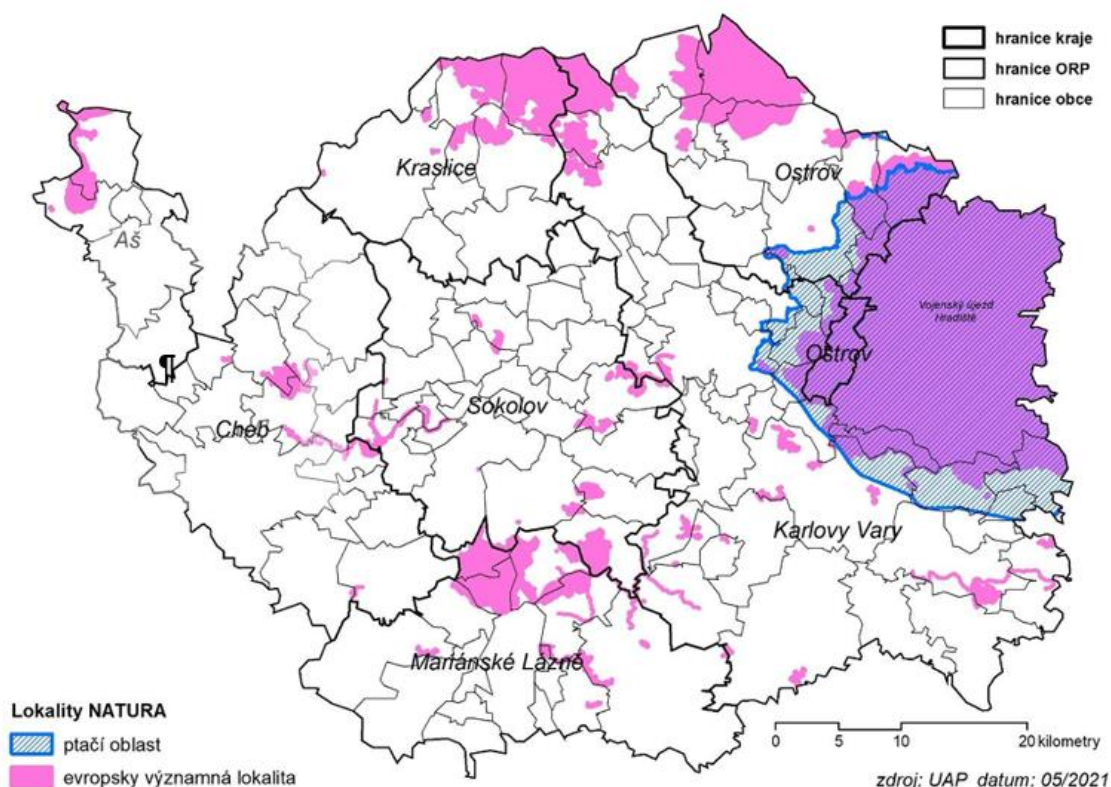 hranice kraje
hranice ORP
hranice obce
Kraslice
Ostrov
Aš
Vojenský újezd
Hradiště
¶
Ostrov
Sokolov
Cheb
Karlovy Vary
Mariánské Lázně
Lokality NATURA
ptačí oblast
evropsky významná lokalita
0 5 10 20 kilometry
zdroj: UAP datum: 05/2021